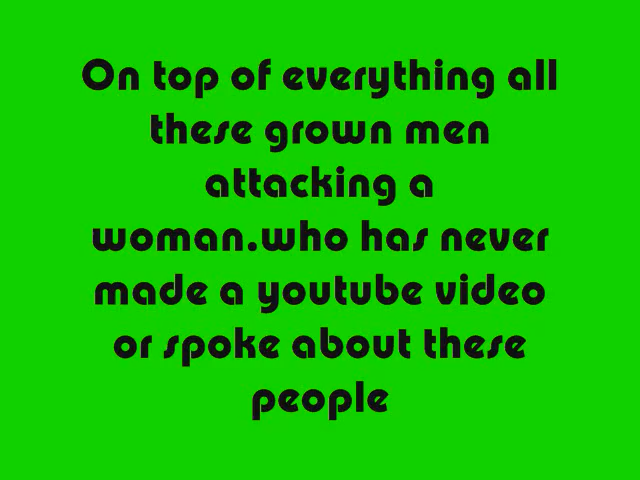 On top of everything all
these grown men
attacking a
woman.who has never
made a youtube video
or spoke about these
people